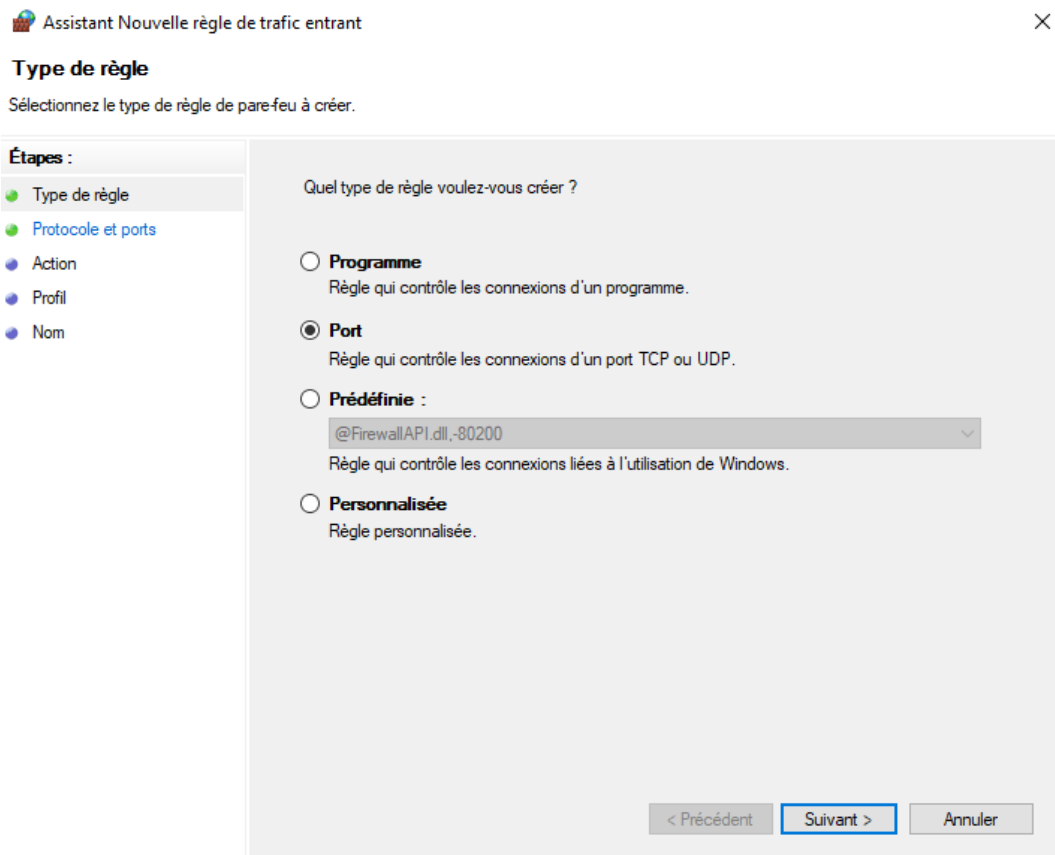 Assistant Nouvelle règle de trafic entrant
Type de règle
Sélectionnez le type de règle de pare-feu à créer.
Étapes :
Type de règle
Protocole et ports
Action
Profil
Nom
Quel type de règle voulez-vous créer ?
Programme
Règle qui contrôle les connexions d'un programme.
Port
Règle qui contrôle les connexions d'un port TCP ou UDP.
Prédéfinie :
@FirewallAPI.dll,-80200
Règle qui contrôle les connexions liées à l'utilisation de Windows.
Personnalisée
Règle personnalisée.
< Précédent
Suivant >
Annuler